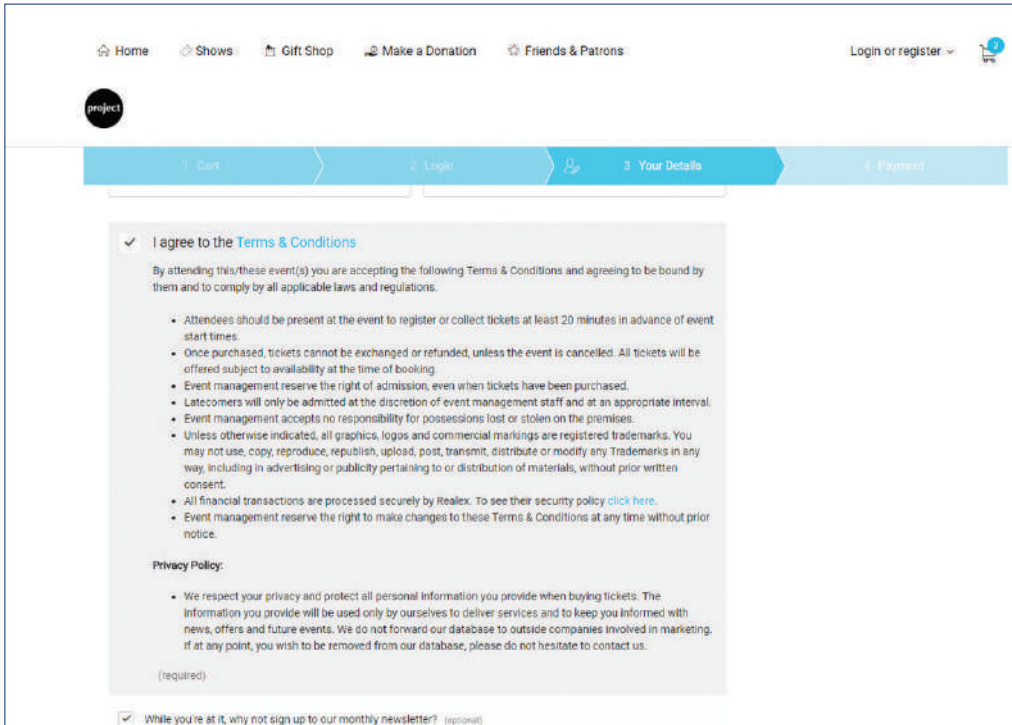 Home Shows Gift Shop Make a Donation Friends & Patrons Login or register 2
project
1 Cart 2 Login 3 Your Details 4 Payment
I agree to the Terms & Conditions
By attending this/these event(s) you are accepting the following Terms & Conditions and agreeing to be bound by
them and to comply by all applicable laws and regulations.
• Attendees should be present at the event to register or collect tickets at least 20 minutes in advance of event
start times.
• Once purchased, tickets cannot be exchanged or refunded, unless the event is cancelled. All tickets will be
offered subject to availability at the time of booking.
• Event management reserve the right of admission, even when tickets have been purchased.
• Latecomers will only be admitted at the discretion of event management staff and at an appropriate interval.
• Event management accepts no responsibility for possessions lost or stolen on the premises.
• Unless otherwise indicated, all graphics, logos and commercial markings are registered trademarks. You
may not use, copy, reproduce, republish, upload, post, transmit, distribute or modify any Trademarks in any
way, including in advertising or publicity pertaining to or distribution of materials, without prior written
consent.
• All financial transactions are processed securely by Realex. To see their security policy click here.
• Event management reserve the right to make changes to these Terms & Conditions at any time without prior
notice.
Privacy Policy:
• We respect your privacy and protect all personal information you provide when buying tickets. The
information you provide will be used only by ourselves to deliver services and to keep you informed with
news, offers and future events. We do not forward our database to outside companies involved in marketing.
If at any point, you wish to be removed from our database, please do not hesitate to contact us.
(required)
While you're at it, why not sign up to our monthly newsletter? (optional)